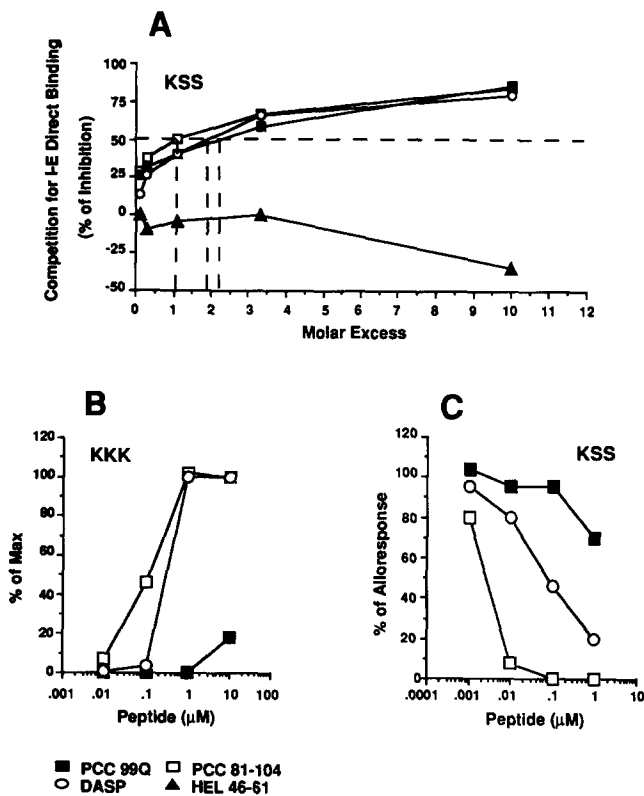 A
KSS
Competition for I-E Direct Binding
(% of Inhibition)
100
75
50
25
0
-25
-50
0 1 2 3 4 5 6 7 8 9 10 11 12
Molar Excess
B
KKK
% of Max
120
100
80
60
40
20
0
.001 .01 .1 1 10 100
Peptide (μM)
C
KSS
% of Alloresponse
120
100
80
60
40
20
0
.0001 .001 .01 .1 1 10
Peptide (μM)
PCC 99Q PCC 81-104
DASP HEL 46-61